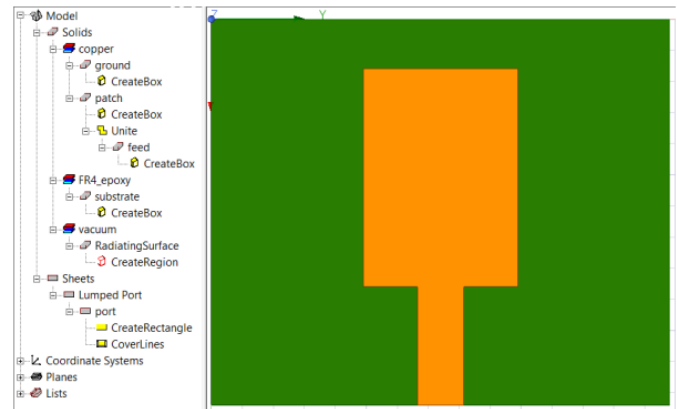 Model
Solids
copper
ground
CreateBox
patch
CreateBox
Unite
feed
CreateBox
FR4_epoxy
substrate
CreateBox
vacuum
RadiatingSurface
CreateRegion
Sheets
Lumped Port
port
CreateRectangle
CoverLines
Coordinate Systems
Planes
Lists
Z
Y